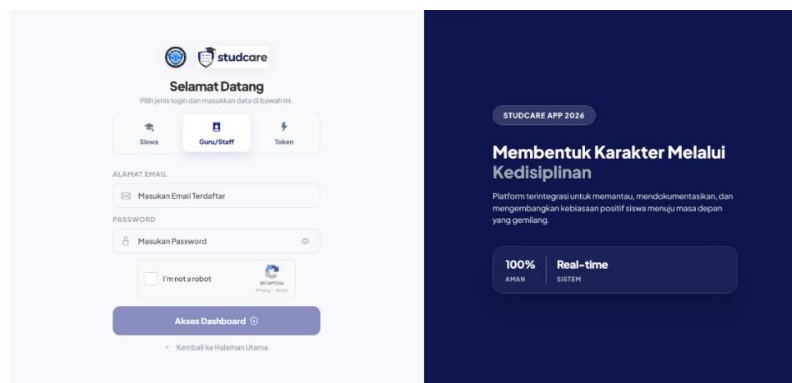 studcare
Selamat Datang
Pilih jenis login dan masukkan data di bawah ini.
Siswa
Guru/Staff
Token
ALAMAT EMAIL
Masukan Email Terdaftar
PASSWORD
Masukan Password
I'm not a robot
reCAPTCHA
Privacy - Terms
Akses Dashboard
← Kembali ke Halaman Utama
STUDCARE APP 2026
Membentuk Karakter Melalui
Kedisiplinan
Platform terintegrasi untuk memantau, mendokumentasikan, dan
mengembangkan kebiasaan positif siswa menuju masa depan
yang gemilang.
100%
AMAN
Real-time
SISTEM